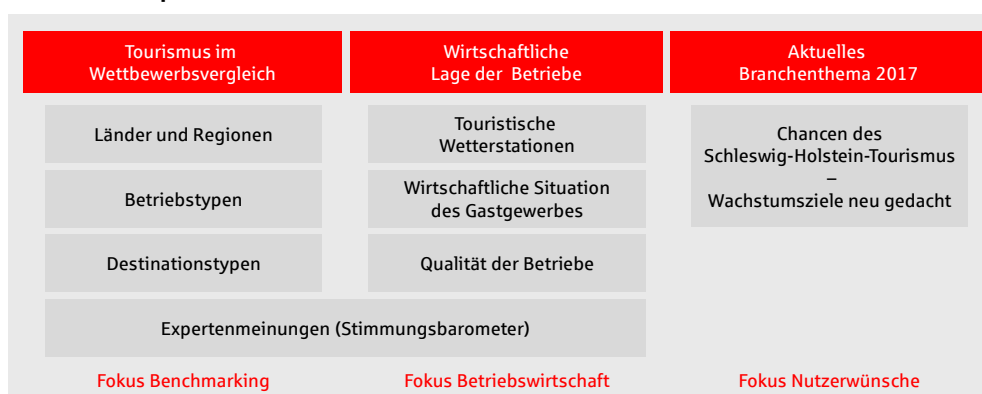 Tourismus im
Wettbewerbsvergleich
Länder und Regionen
Betriebstypen
Destinationstypen
Wirtschaftliche
Lage der Betriebe
Touristische
Wetterstationen
Wirtschaftliche Situation
des Gastgewerbes
Qualität der Betriebe
Expertenmeinungen (Stimmungsbarometer)
Aktuelles
Branchenthema 2017
Chancen des
Schleswig-Holstein-Tourismus
–
Wachstumsziele neu gedacht
Fokus Benchmarking
Fokus Betriebswirtschaft
Fokus Nutzerwünsche